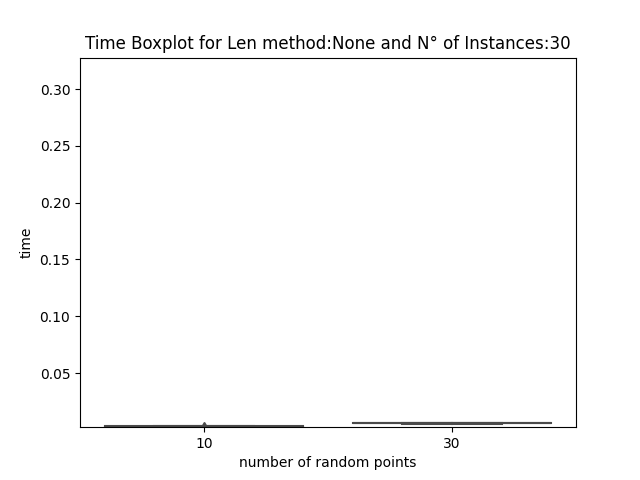 Time Boxplot for Len method:None and N° of Instances:30
0.30
0.25
0.20
0.15
0.10
0.05
time
10 30
number of random points